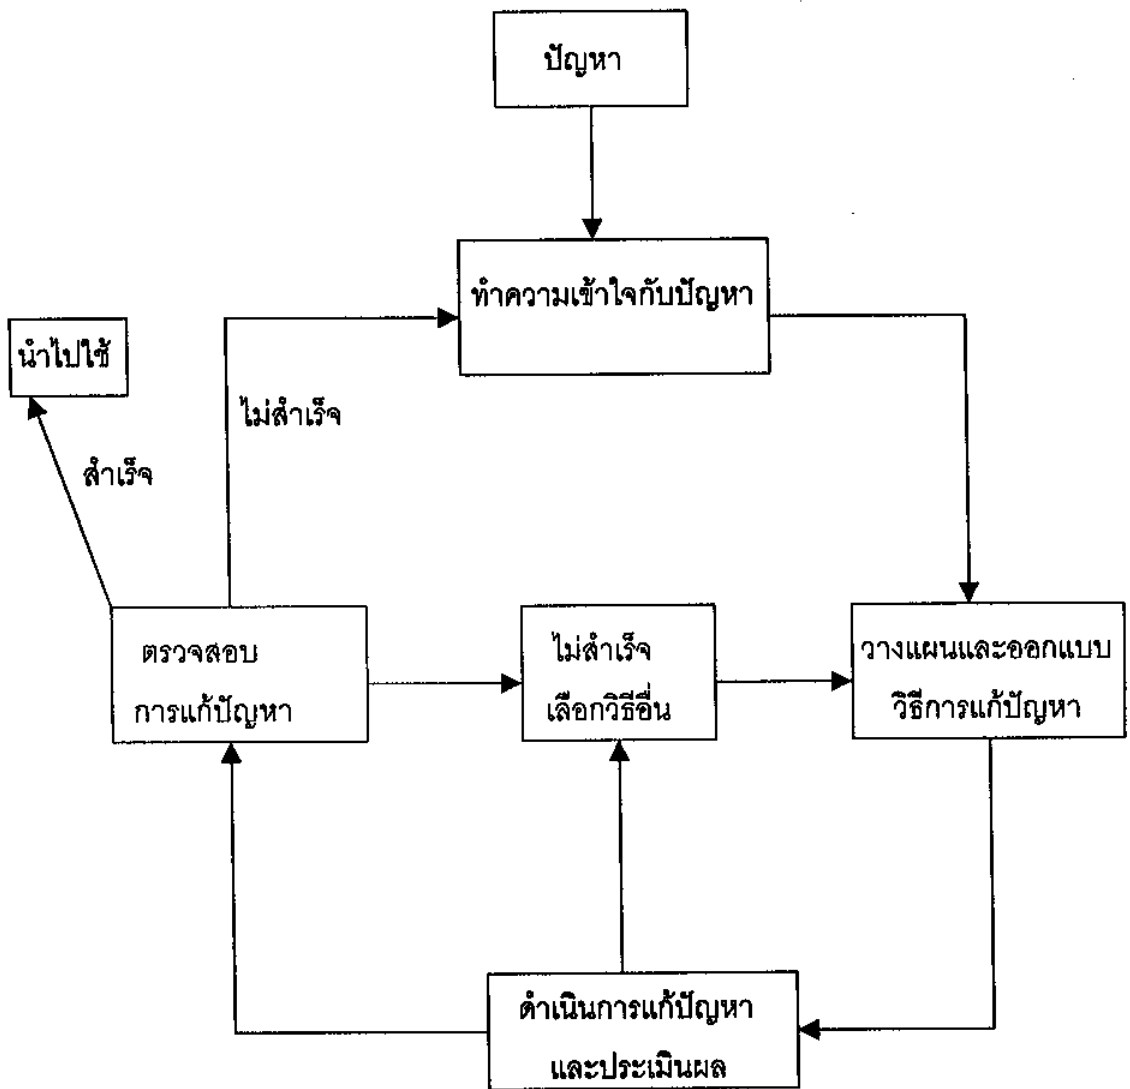 ปัญหา
ทำความเข้าใจกับปัญหา
นำไปใช้
ไม่สำเร็จ
สำเร็จ
ตรวจสอบ
การแก้ปัญหา
ไม่สำเร็จ
เลือกวิธีอื่น
วางแผนและออกแบบ
วิธีการแก้ปัญหา
ดำเนินการแก้ปัญหา
และประเมินผล